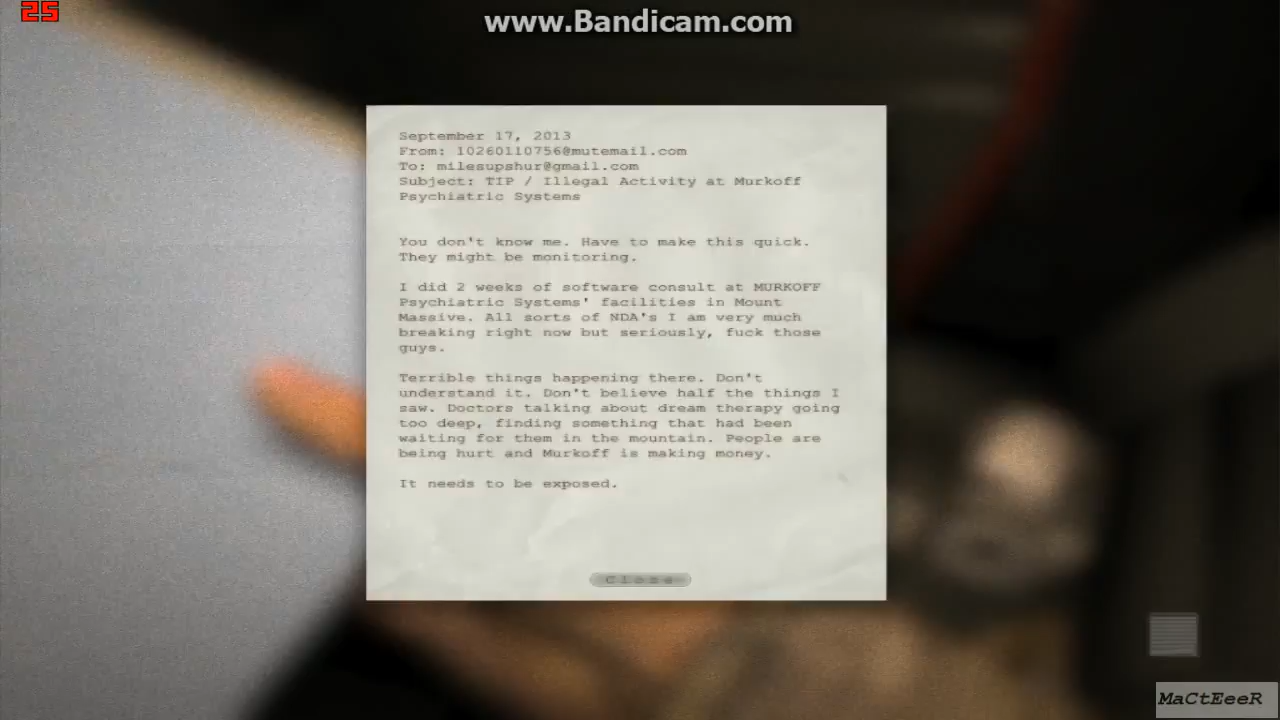 25
www.Bandicam.com
September 17, 2013
From: 10260110756@mutemail.com
To: milesupshur@gmail.com
Subject: TIP / Illegal Activity at Murkoff
Psychiatric Systems
You don't know me. Have to make this quick.
They might be monitoring.
I did 2 weeks of software consult at MURKOFF
Psychiatric Systems' facilities in Mount
Massive. All sorts of NDA's I am very much
breaking right now but seriously, fuck those
guys.
Terrible things happening there. Don't
understand it. Don't believe half the things I
saw. Doctors talking about dream therapy going
too deep, finding something that had been
waiting for them in the mountain. People are
being hurt and Murkoff is making money.
It needs to be exposed.
Close
MaCtEeeR